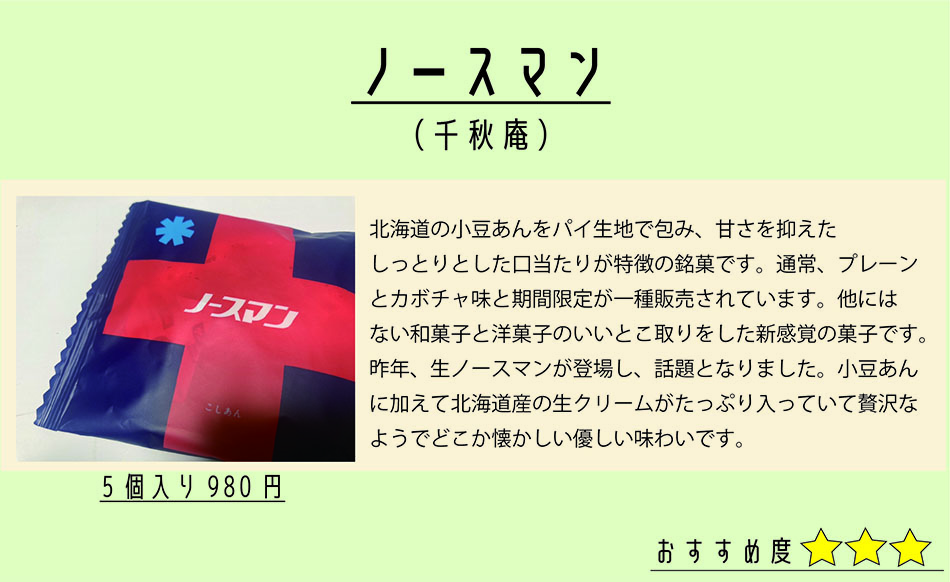 ノースマン
(千秋庵)
ノースマン
こしあん
北海道の小豆あんをパイ生地で包み、甘さを抑えた
しっとりとした口当たりが特徴の銘菓です。通常、プレーン
とカボチャ味と期間限定が一種販売されています。他には
ない和菓子と洋菓子のいいとこ取りをした新感覚の菓子です。
昨年、生ノースマンが登場し、話題となりました。小豆あん
に加えて北海道産の生クリームがたっぷり入っていて贅沢な
ようでどこか懐かしい優しい味わいです。
5個入り980円
おすすめ度